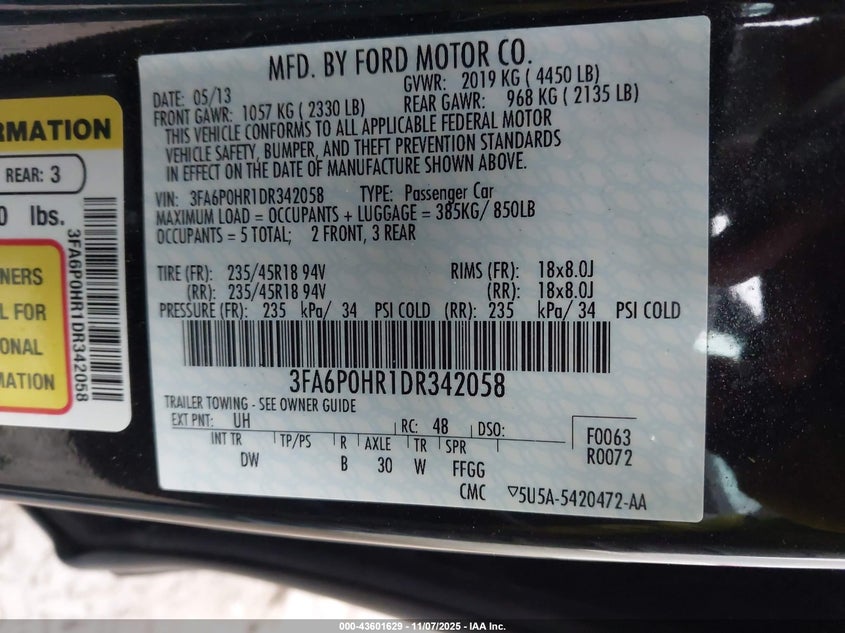 MFD. BY FORD MOTOR CO.
DATE: 05/13
GVWR: 2019 KG ( 4450 LB)
FRONT GAWR: 1057 KG ( 2330 LB)
REAR GAWR: 968 KG ( 2135 LB)
THIS VEHICLE CONFORMS TO ALL APPLICABLE FEDERAL MOTOR
VEHICLE SAFETY, BUMPER, AND THEFT PREVENTION STANDARDS
IN EFFECT ON THE DATE OF MANUFACTURE SHOWN ABOVE.
VIN: 3FA6P0HR1DR342058 TYPE: Passenger Car
MAXIMUM LOAD = OCCUPANTS + LUGGAGE = 385KG/ 850LB
OCCUPANTS = 5 TOTAL; 2 FRONT, 3 REAR
TIRE (FR): 235/45R18 94V RIMS (FR): 18x8.0J
(RR): 235/45R18 94V (RR): 18x8.0J
PRESSURE (FR): 235 kPa/ 34 PSI COLD (RR): 235 kPa/ 34 PSI COLD
3FA6P0HR1DR342058
TRAILER TOWING - SEE OWNER GUIDE
EXT PNT: UH RC: 48 DSO:
INT TR TP/PS R AXLE TR SPR
DW B 30 W FFGG
F0063
R0072
CMC ▽5U5A-5420472-AA
RMATION
REAR: 3
0 lbs.
NERS
L FOR
ONAL
MATION
3FA6P0HR1DR342058
000-43601629 - 11/07/2025 - IAA Inc.